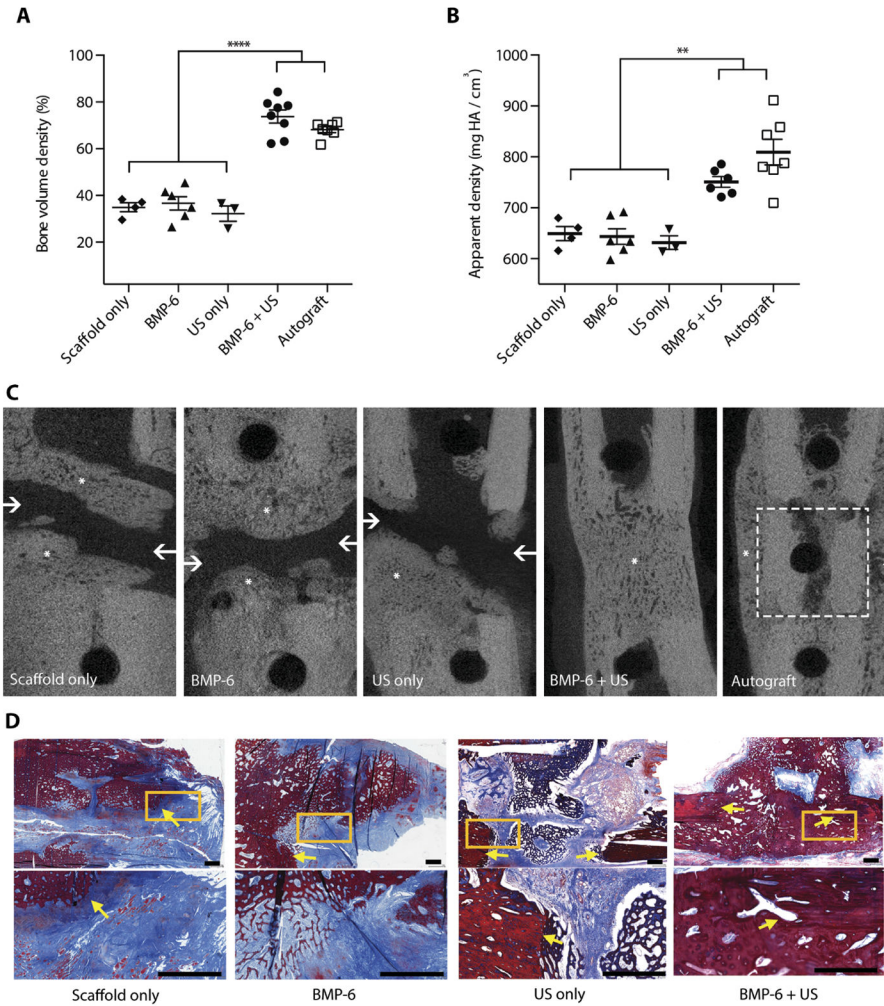 A
Bone volume density (%)
100
80
60
40
20
****
Scaffold only
BMP-6
US only
BMP-6 + US
Autograft
B
Apparent density (mg HA / cm³)
1000
900
800
700
600
**
Scaffold only
BMP-6
US only
BMP-6 + US
Autograft
C
*
*
Scaffold only
*
*
BMP-6
*
US only
*
BMP-6 + US
*
Autograft
D
Scaffold only
BMP-6
US only
BMP-6 + US